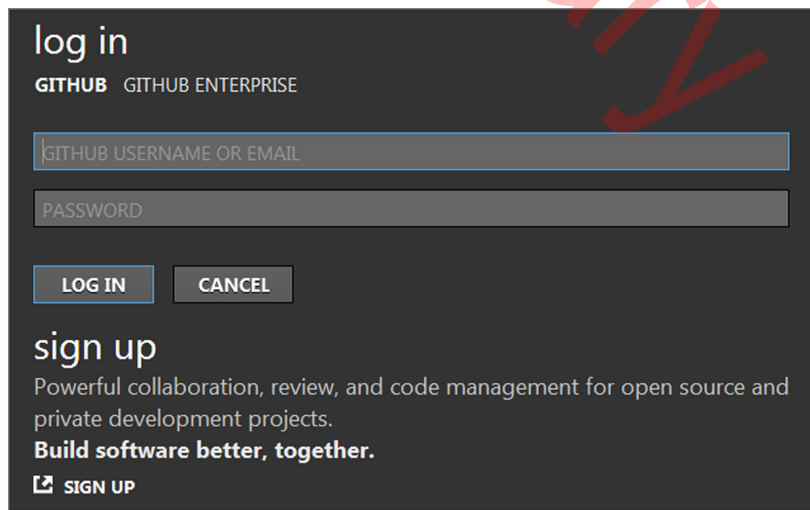 log in
GITHUB GITHUB ENTERPRISE
GITHUB USERNAME OR EMAIL
PASSWORD
LOG IN CANCEL
sign up
Powerful collaboration, review, and code management for open source and
private development projects.
Build software better, together.
SIGN UP